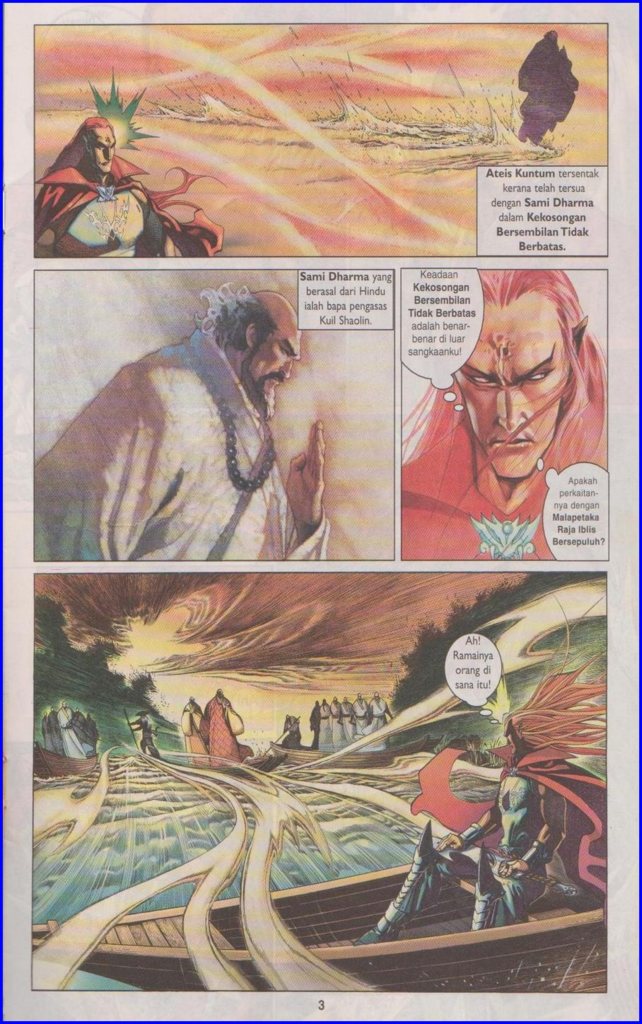 Ateis Kuntum tersentak
kerana telah tersua
dengan Sami Dharma
dalam Kekosongan
Bersembilan Tidak
Berbatas.
Sami Dharma yang
berasal dari Hindu
ialah bapa pengasas
Kuil Shaolin.
Keadaan
Kekosongan
Bersembilan
Tidak Berbatas
adalah benar-
benar di luar
sangkaanku!
Apakah
perkaitan-
nya dengan
Malapetaka
Raja Iblis
Bersepuluh?
Ah!
Ramainya
orang di
sana itu!
3